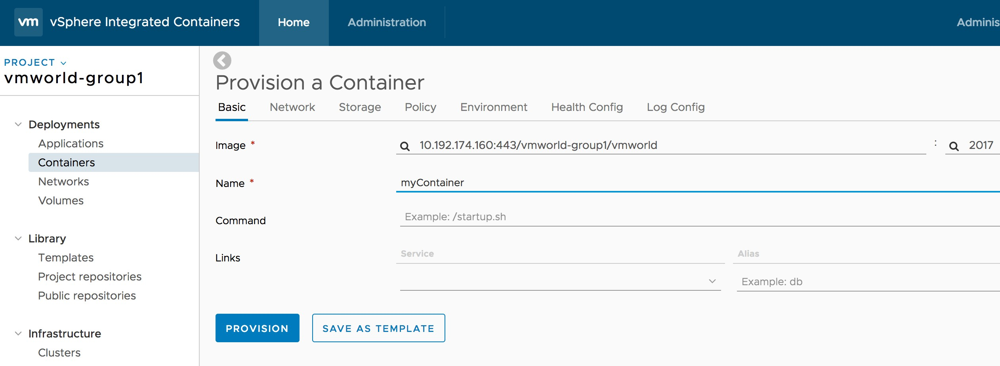 vm vSphere Integrated Containers Home Administration Adminis
PROJECT
vmworld-group1
Deployments
Applications
Containers
Networks
Volumes
Library
Templates
Project repositories
Public repositories
Infrastructure
Clusters
Provision a Container
Basic Network Storage Policy Environment Health Config Log Config
Image * 10.192.174.160:443/vmworld-group1/vmworld : 2017
Name * myContainer
Command Example: /startup.sh
Links Service Alias
Example: db
PROVISION SAVE AS TEMPLATE